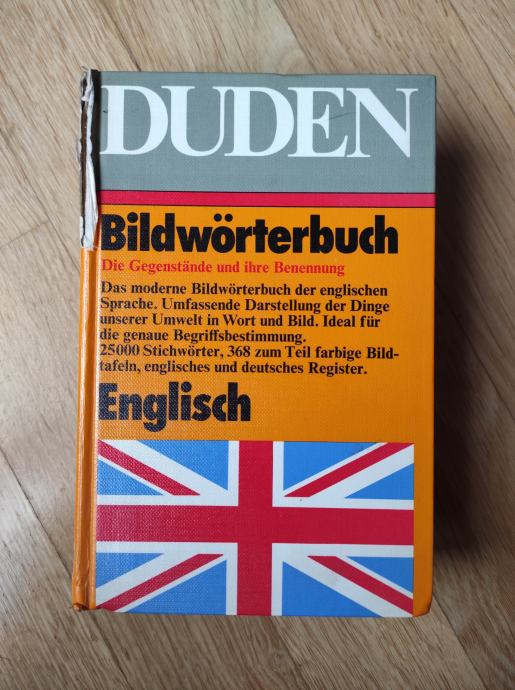 DUDEN
Bildwörterbuch
Die Gegenstände und ihre Benennung
Das moderne Bildwörterbuch der englischen
Sprache. Umfassende Darstellung der Dinge
unserer Umwelt in Wort und Bild. Ideal für
die genaue Begriffsbestimmung.
25000 Stichwörter, 368 zum Teil farbige Bild-
tafeln, englisches und deutsches Register.
Englisch